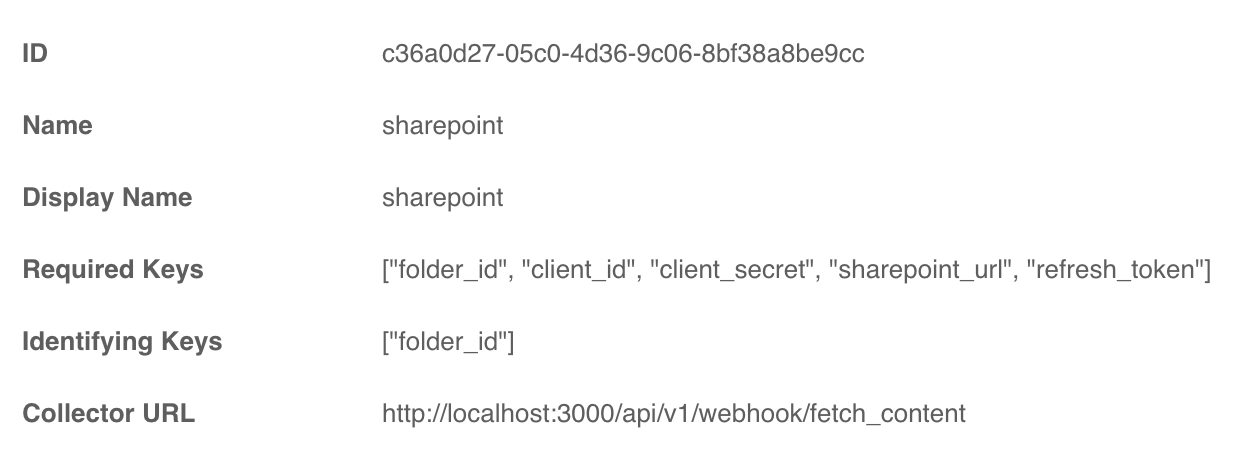 ID c36a0d27-05c0-4d36-9c06-8bf38a8be9cc
Name sharepoint
Display Name sharepoint
Required Keys ["folder_id", "client_id", "client_secret", "sharepoint_url", "refresh_token"]
Identifying Keys ["folder_id"]
Collector URL http://localhost:3000/api/v1/webhook/fetch_content